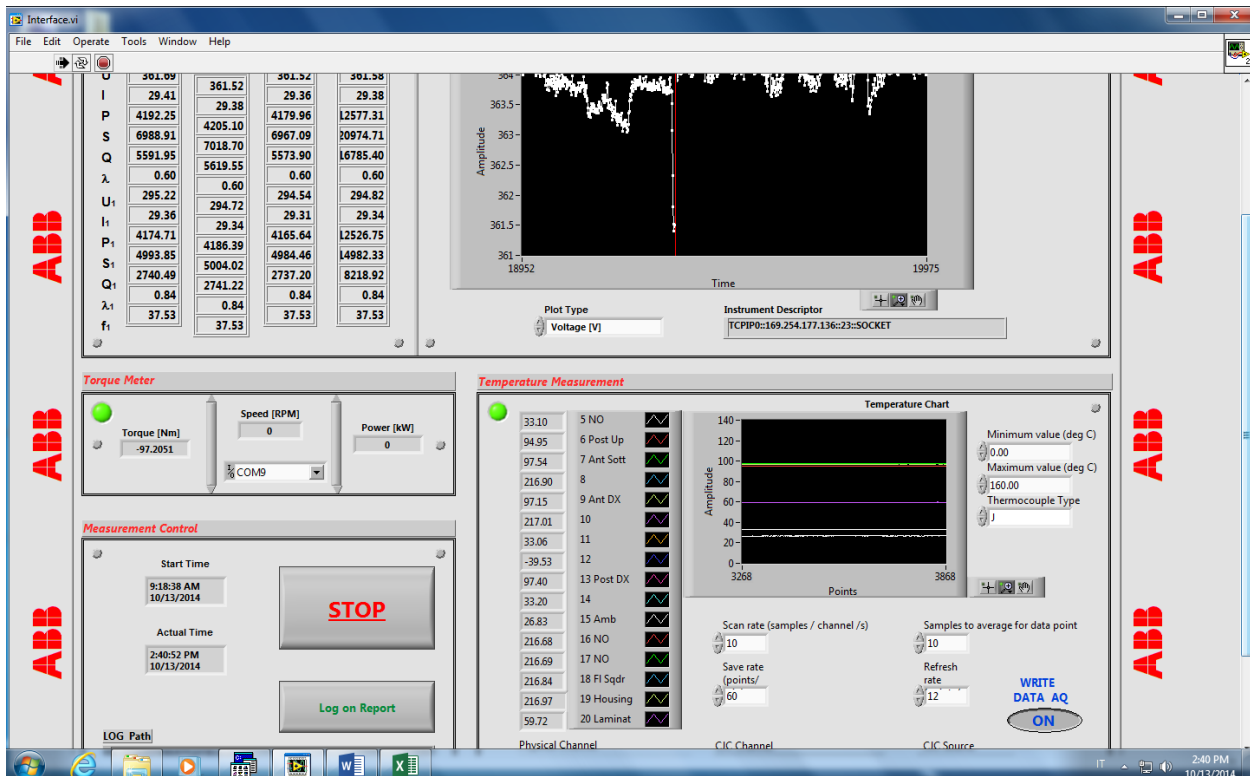 Interface.vi
File Edit Operate Tools Window Help
U 361.69 361.52 361.52 361.58
I 29.41 29.38 29.36 29.38
P 4192.25 4205.10 4179.96 12577.31
S 6988.91 7018.70 6967.09 20974.71
Q 5591.95 5619.55 5573.90 16785.40
λ 0.60 0.60 0.60 0.60
U1 295.22 294.72 294.54 294.82
I1 29.36 29.34 29.31 29.34
P1 4174.71 4186.39 4165.64 12526.75
S1 4993.85 5004.02 4984.46 14982.33
Q1 2740.49 2741.22 2737.20 8218.92
λ1 0.84 0.84 0.84 0.84
f1 37.53 37.53 37.53 37.53
Amplitude
364
363.5
363
362.5
362
361.5
361
18952 19975
Time
Plot Type
Voltage [V]
Instrument Descriptor
TCPIP0::169.254.177.136::23::SOCKET
ABB
ABB
ABB
ABB
ABB
ABB
Torque Meter
Torque [Nm]
-97.2051
Speed [RPM]
0
COM9
Power [kW]
0
Measurement Control
Start Time
9:18:38 AM
10/13/2014
Actual Time
2:40:52 PM
10/13/2014
STOP
Log on Report
LOG Path
Temperature Measurement
33.10 5 NO
94.95 6 Post Up
97.54 7 Ant Sott
216.90 8
97.15 9 Ant DX
217.01 10
33.06 11
-39.53 12
97.40 13 Post DX
33.20 14
26.83 15 Amb
216.68 16 NO
216.69 17 NO
216.84 18 Fl Sqdr
216.97 19 Housing
59.72 20 Laminat
Temperature Chart
Amplitude
140
120
100
80
60
40
20
0
3268 3868
Points
Minimum value (deg C)
0.00
Maximum value (deg C)
160.00
Thermocouple Type
J
Scan rate (samples / channel /s)
10
Samples to average for data point
10
Save rate
(points/
60
Refresh
rate
12
WRITE
DATA AQ
ON
Physical Channel CJC Channel CJC Source
IT
2:40 PM
10/13/2014